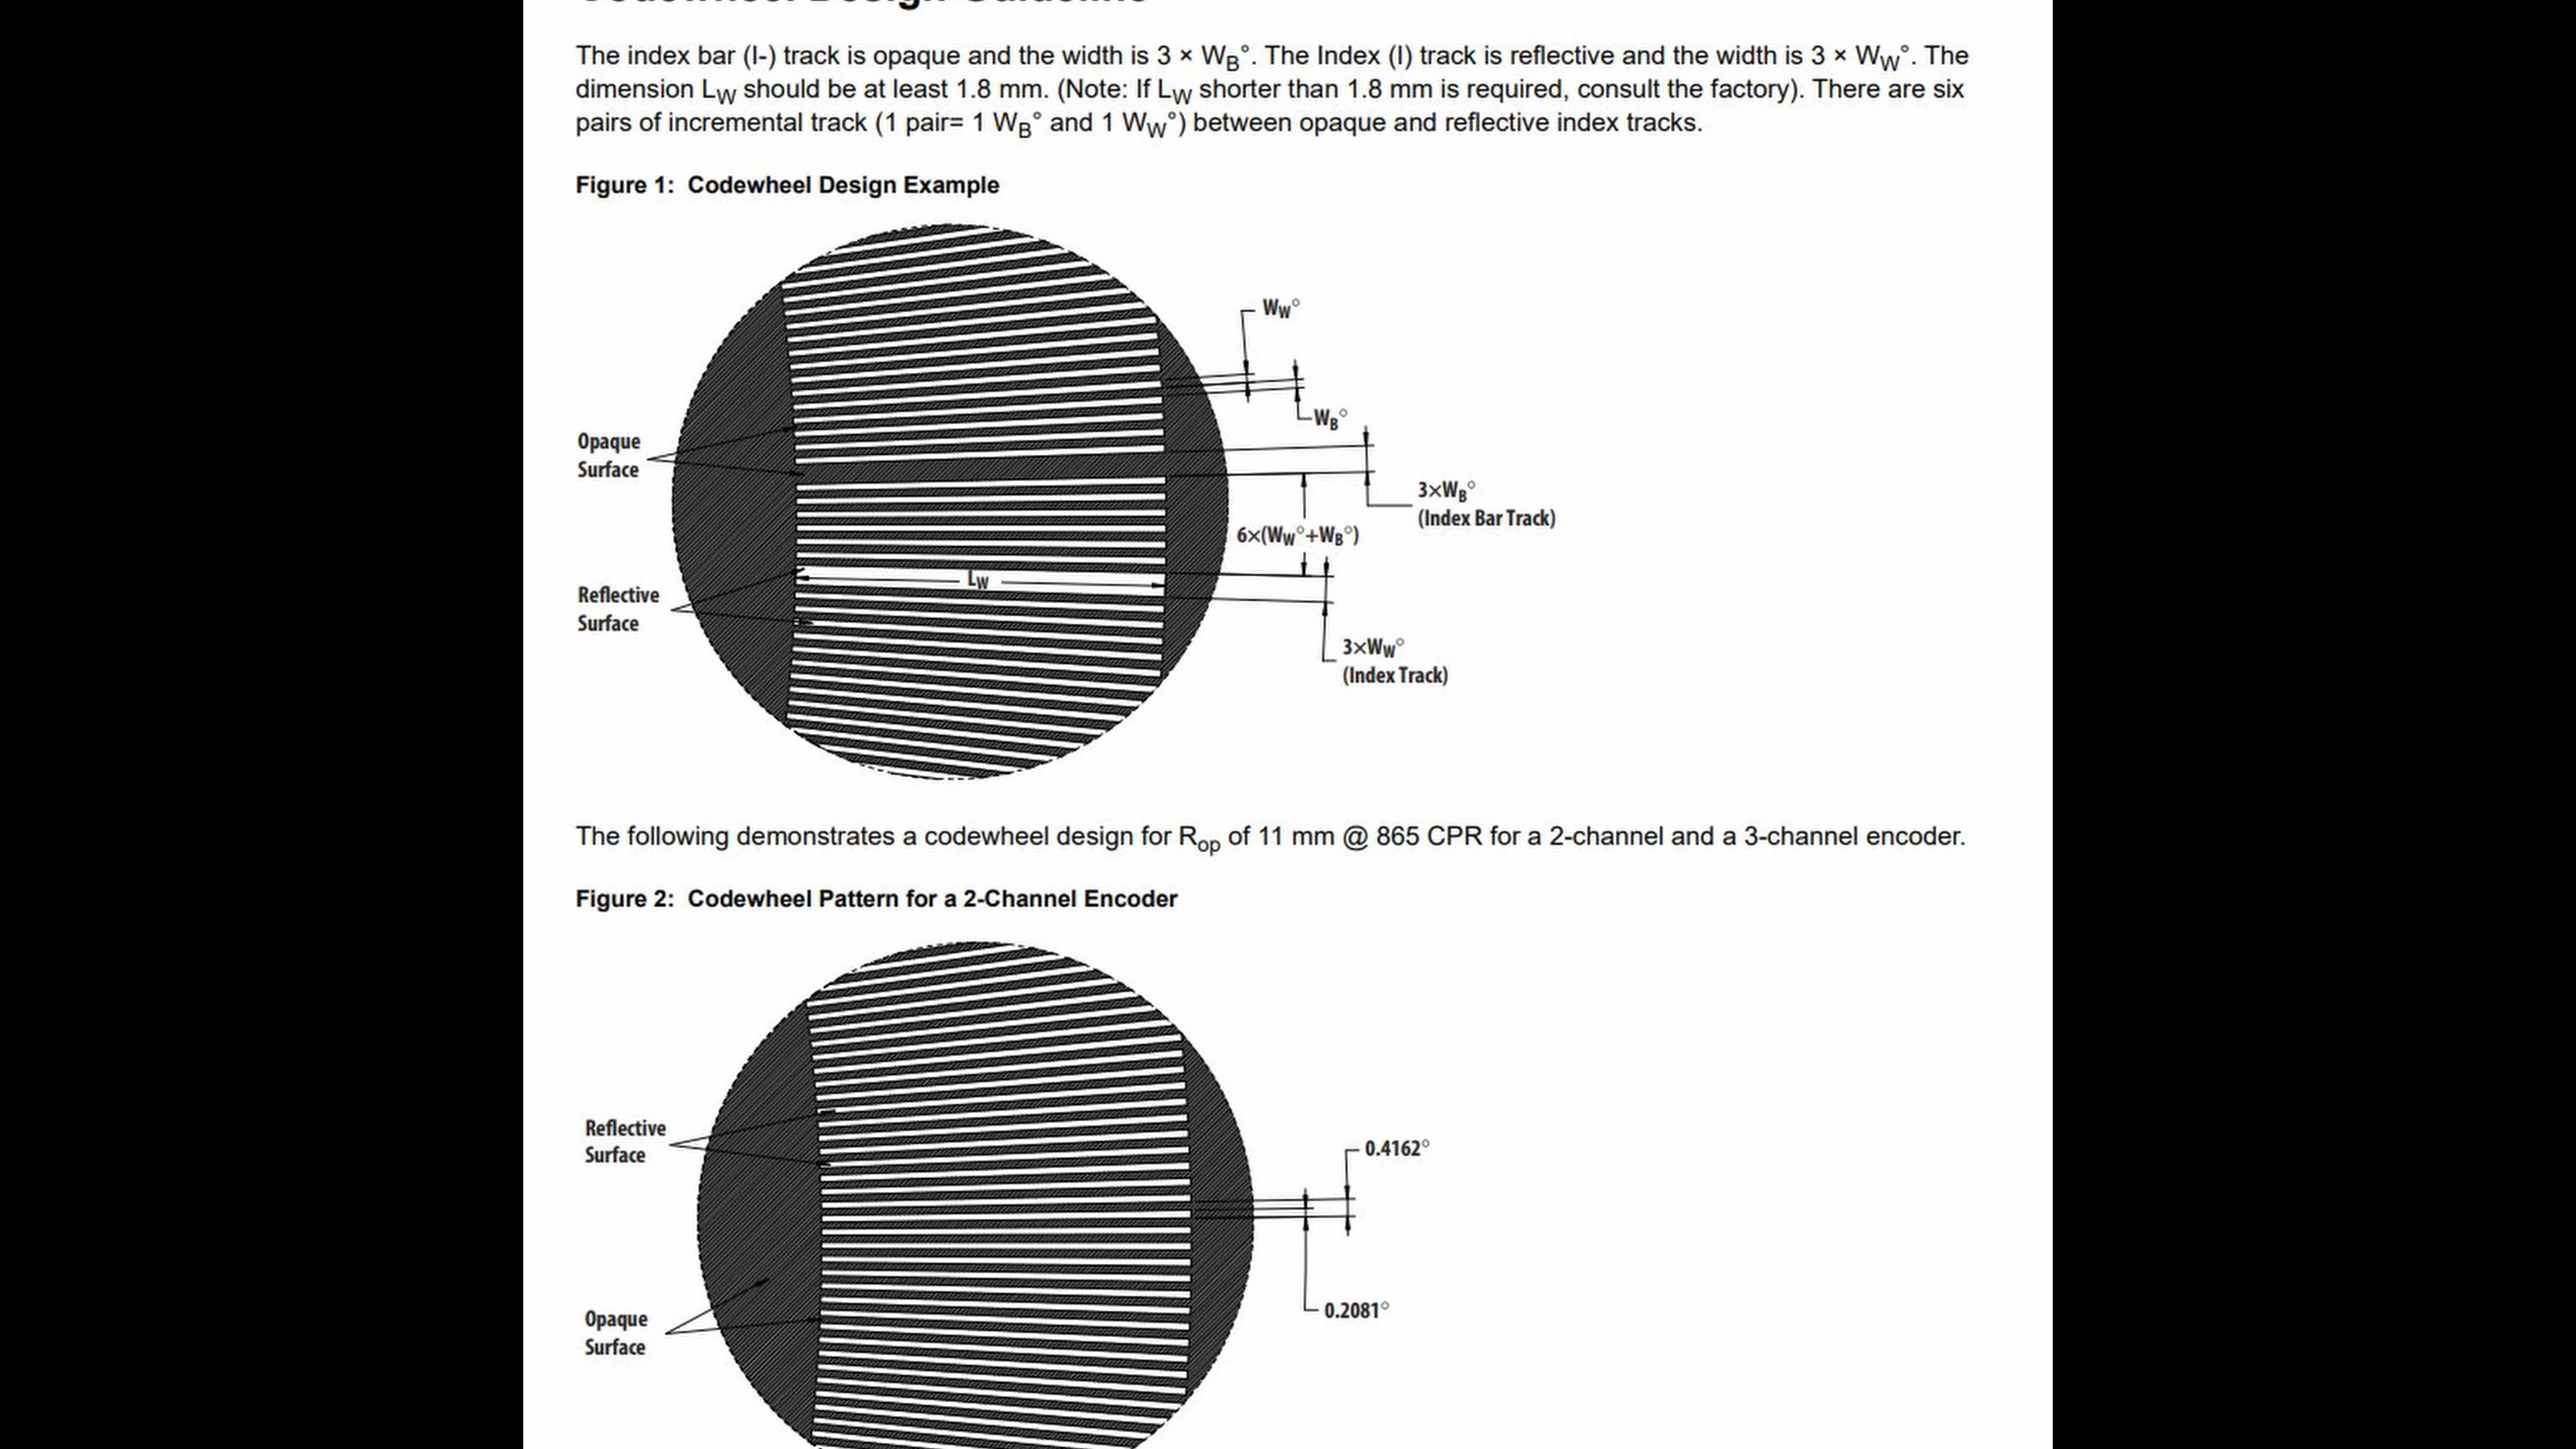 Codewheel Design Guideline
The index bar (I-) track is opaque and the width is 3 × WB°. The Index (I) track is reflective and the width is 3 × WW°. The
dimension LW should be at least 1.8 mm. (Note: If LW shorter than 1.8 mm is required, consult the factory). There are six
pairs of incremental track (1 pair= 1 WB° and 1 WW°) between opaque and reflective index tracks.
Figure 1: Codewheel Design Example
WW°
WB°
Opaque
Surface
3×WB°
(Index Bar Track)
6×(WW°+WB°)
LW
Reflective
Surface
3×WW°
(Index Track)
The following demonstrates a codewheel design for Rop of 11 mm @ 865 CPR for a 2-channel and a 3-channel encoder.
Figure 2: Codewheel Pattern for a 2-Channel Encoder
Reflective
Surface
0.4162°
0.2081°
Opaque
Surface